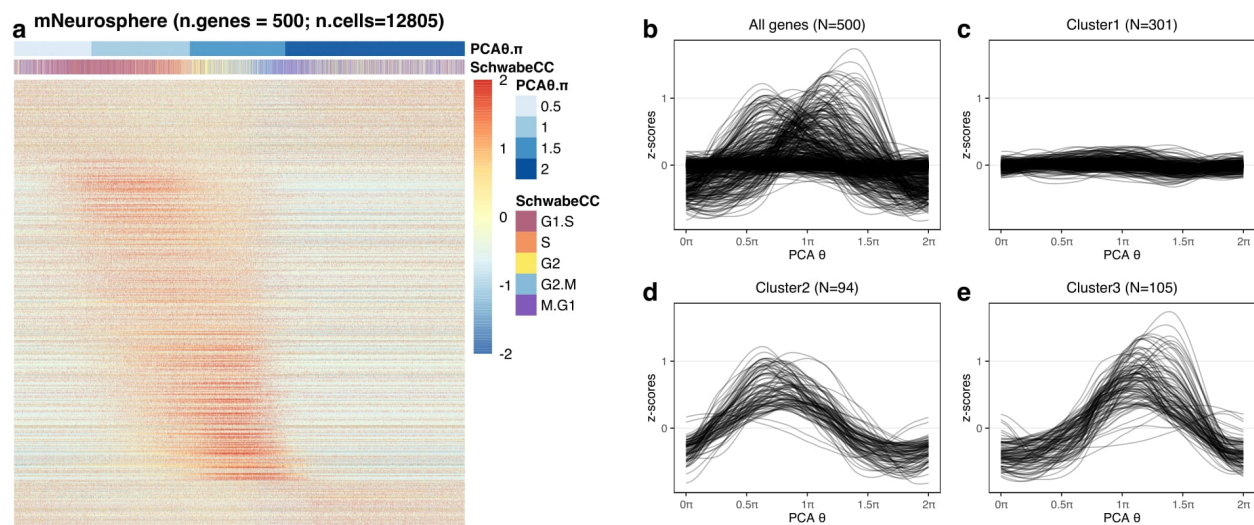 a
mNeurosphere (n.genes = 500; n.cells=12805)
PCAθ.π
SchwabeCC
2
1
0
-1
-2
PCAθ.π
0.5
1
1.5
2
SchwabeCC
G1.S
S
G2
G2.M
M.G1
b
All genes (N=500)
z-scores
1
0
0π 0.5π 1π 1.5π 2π
PCA θ
c
Cluster1 (N=301)
z-scores
1
0
0π 0.5π 1π 1.5π 2π
PCA θ
d
Cluster2 (N=94)
z-scores
1
0
0π 0.5π 1π 1.5π 2π
PCA θ
e
Cluster3 (N=105)
z-scores
1
0
0π 0.5π 1π 1.5π 2π
PCA θ